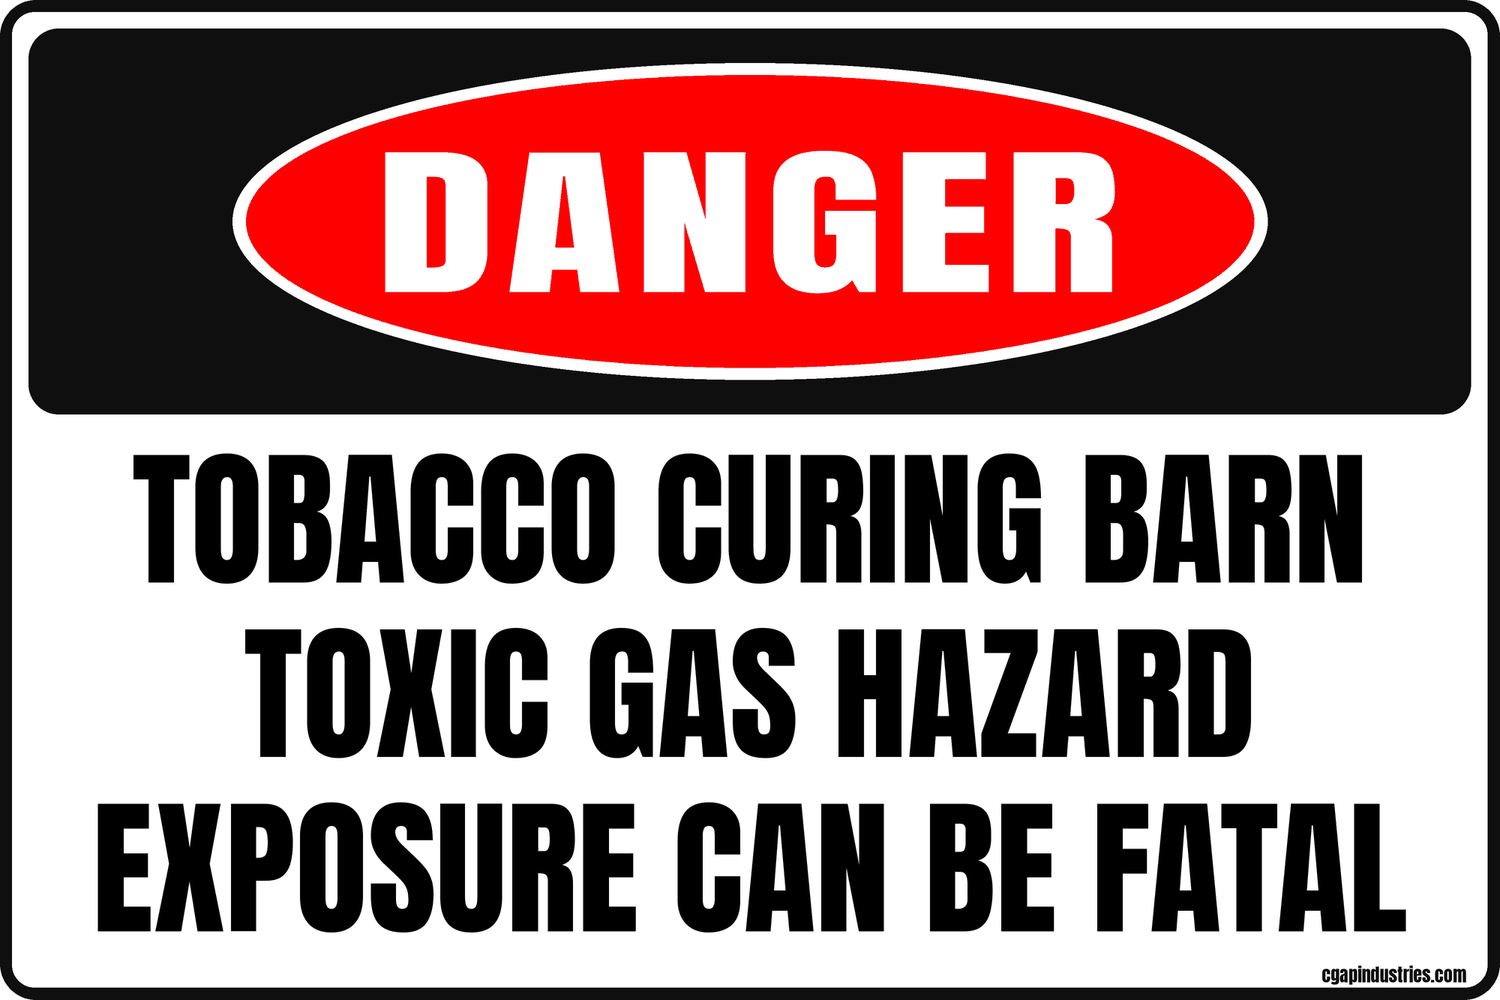 DANGER
TOBACCO CURING BARN
TOXIC GAS HAZARD
EXPOSURE CAN BE FATAL
cgapindustries.com